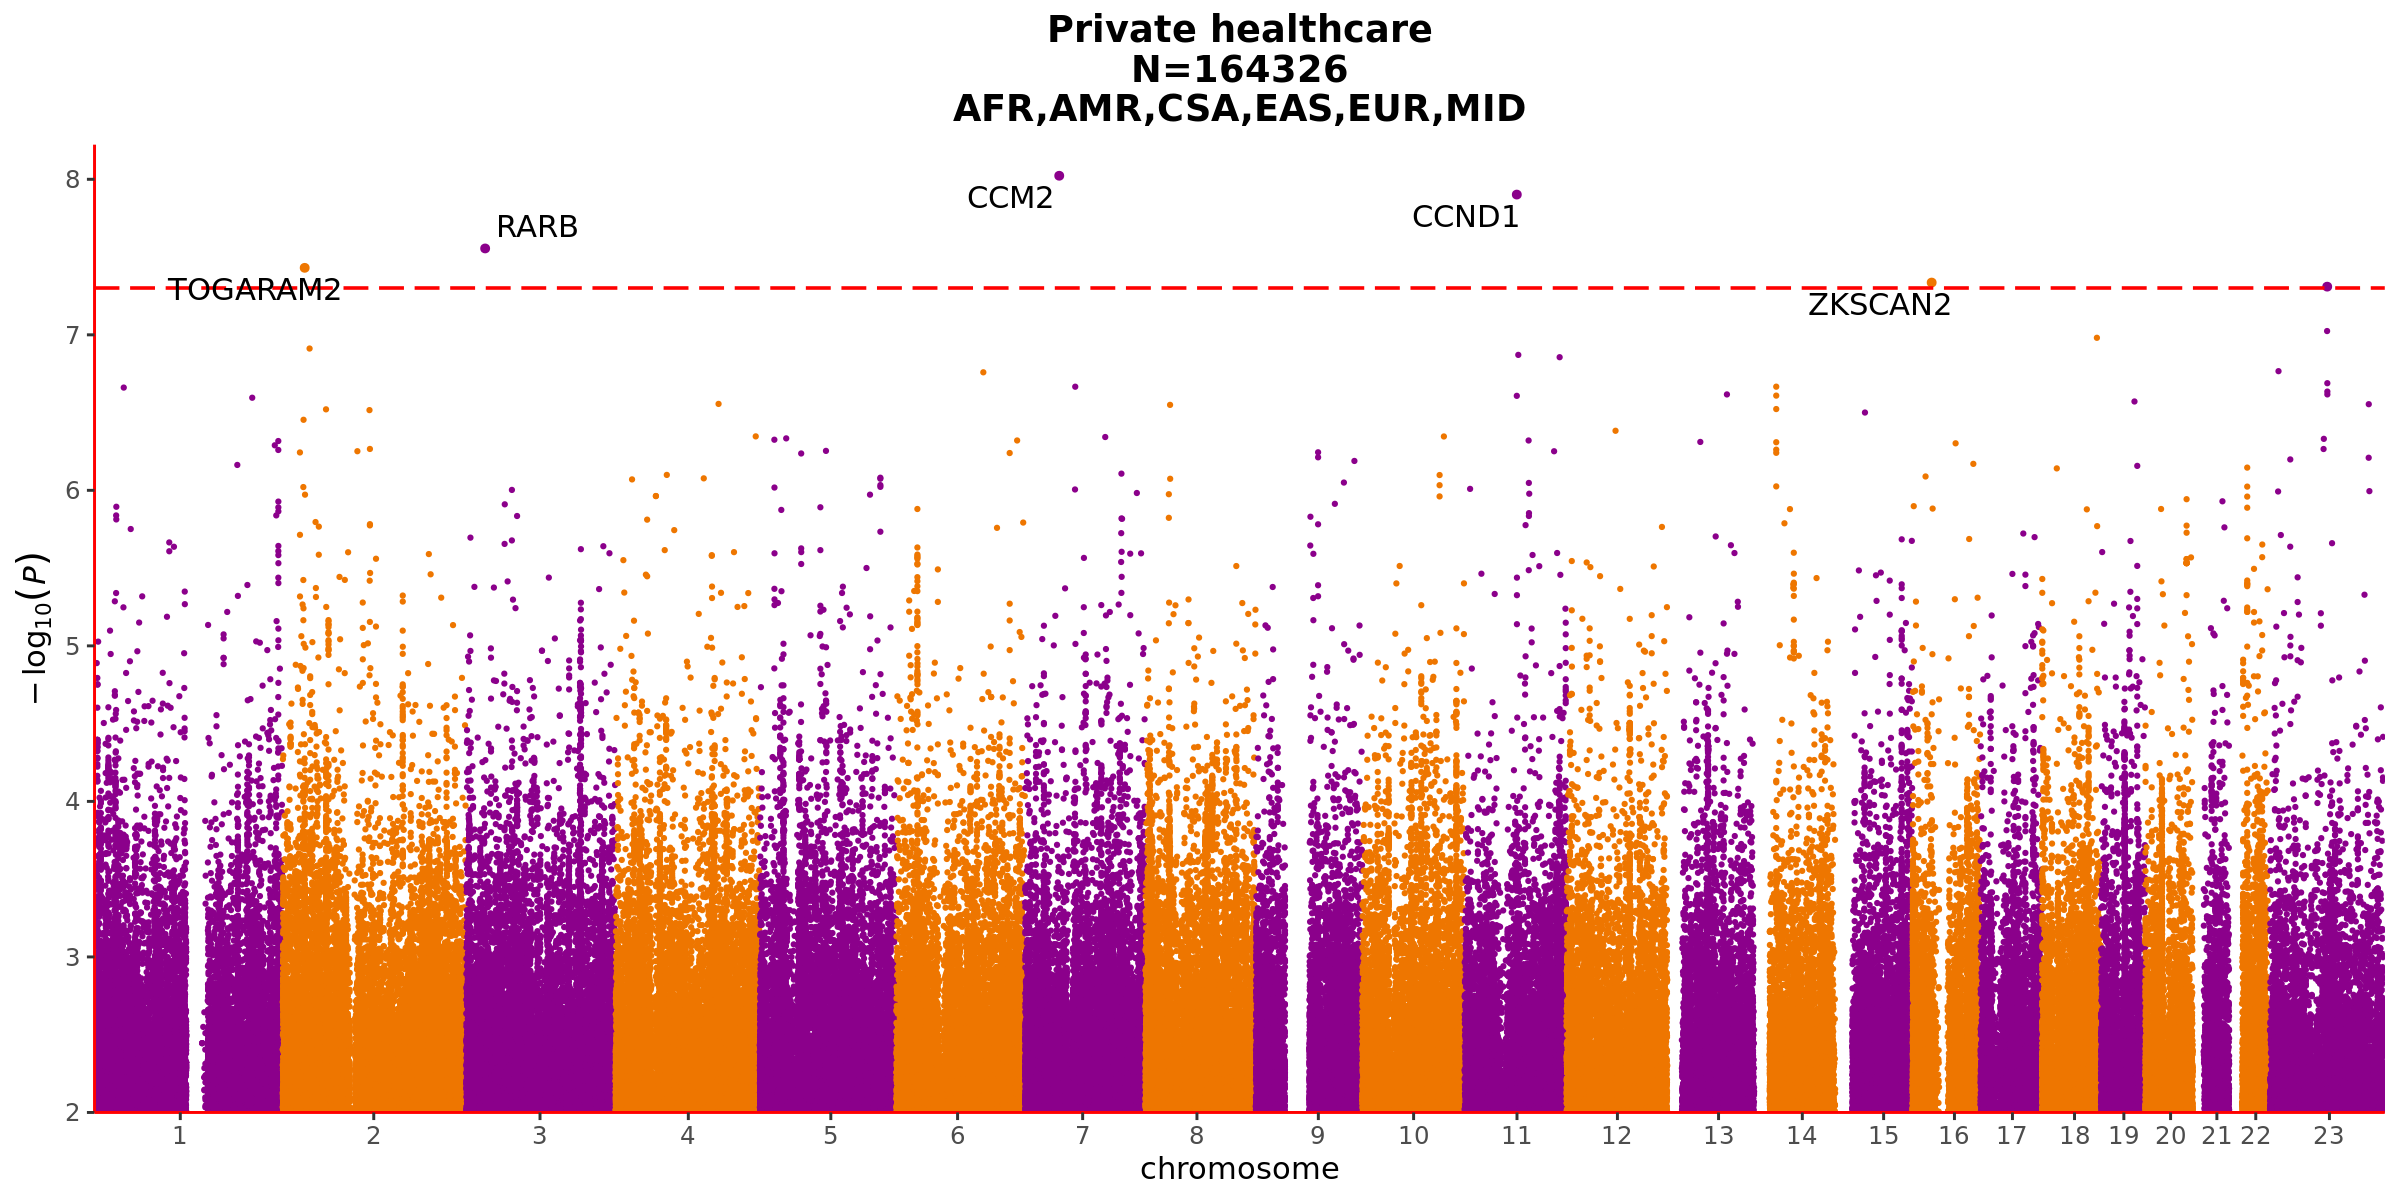 Private healthcare
N=164326
AFR,AMR,CSA,EAS,EUR,MID
8
CCM2
CCND1
RARB
TOGARAM2
ZKSCAN2
7
6
5
4
3
2
−log10(P)
1 2 3 4 5 6 7 8 9 10 11 12 13 14 15 16 17 18 19 20 21 22 23
chromosome